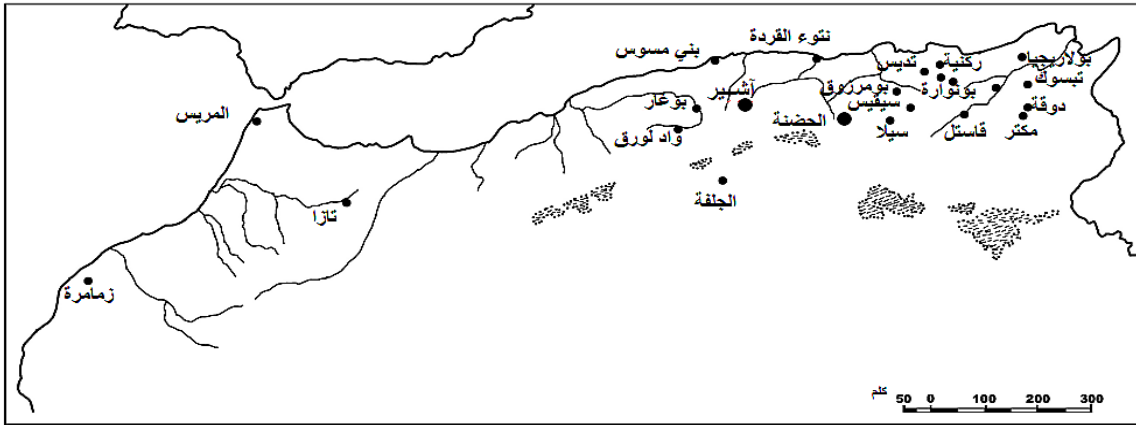 نتوء القردة
بني مسوس
بولاريجيا
ركنية
تديس
تبسوك
آشير
بومرزوق
بونوارة
بوغار
سيقيس
دوقة
المريس
الحضنة
سيلا
قاستل
مكثر
واد لورق
الجلفة
تازا
زمامرة
كلم
50 0 100 200 300